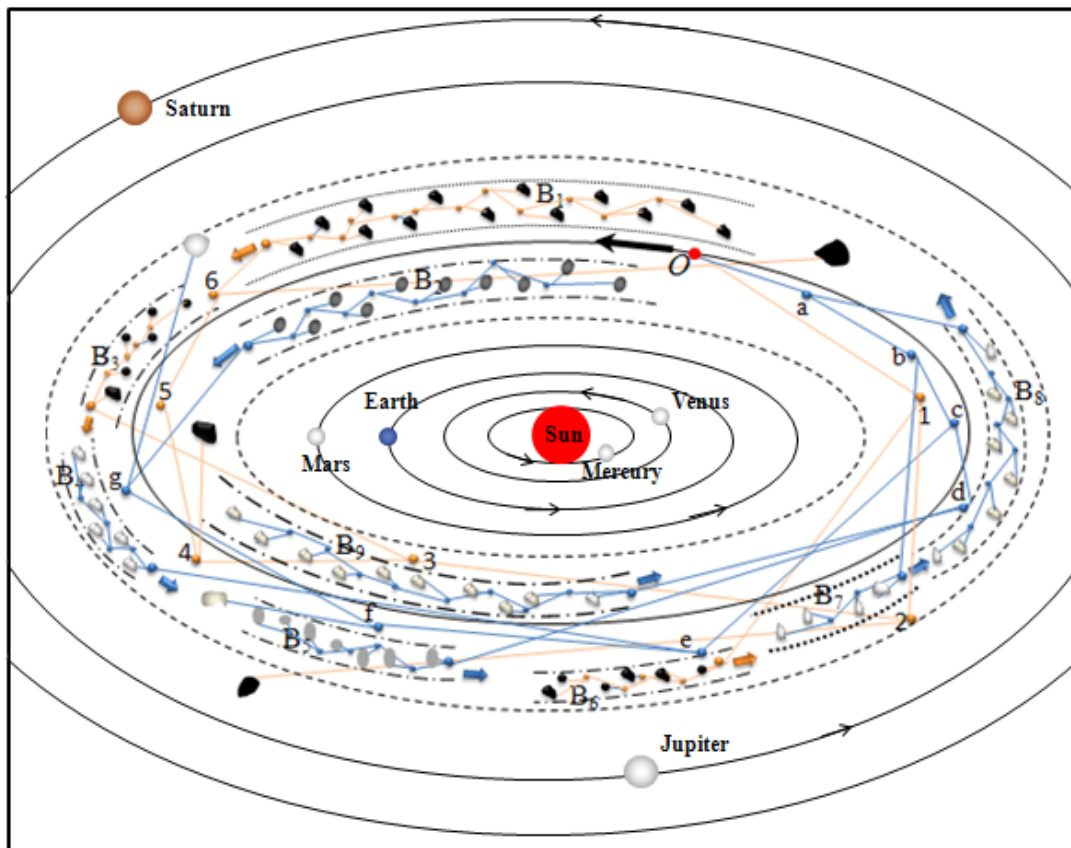 Saturn
B₁
O
6
B₂
a
B₃
b
B₈
5
Earth
Venus
1
c
Sun
Mars
Mercury
B₄
g
d
4
B₉
3
B₇
f
2
B₅
e
B₆
Jupiter